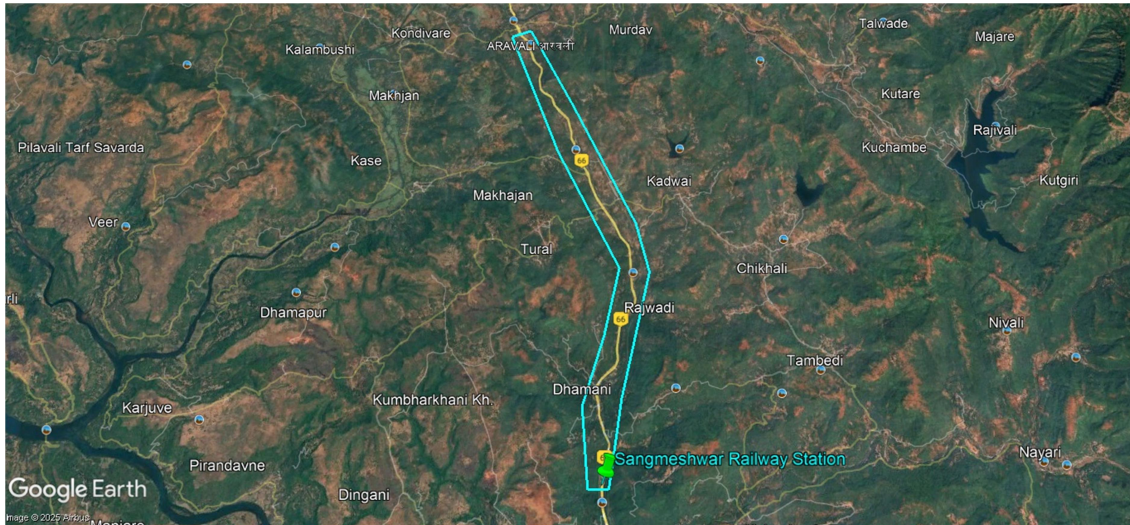 Kondivare
Murdav
Talwade
Majare
Kalambushi
ARAVALI आरवली
Makhjan
Kutare
Rajivali
Pilavali Tarf Savarda
Kase
66
Kuchambe
Kadwai
Kutgiri
Makhajan
Veer
Tural
Chikhali
Dhamapur
Rajwadi
66
Nivali
Tambedi
Dhamani
Kumbharkhani Kh.
Karjuve
Sangmeshwar Railway Station
Nayari
Pirandavne
Google Earth
Dingani
Image © 2025 Airbus